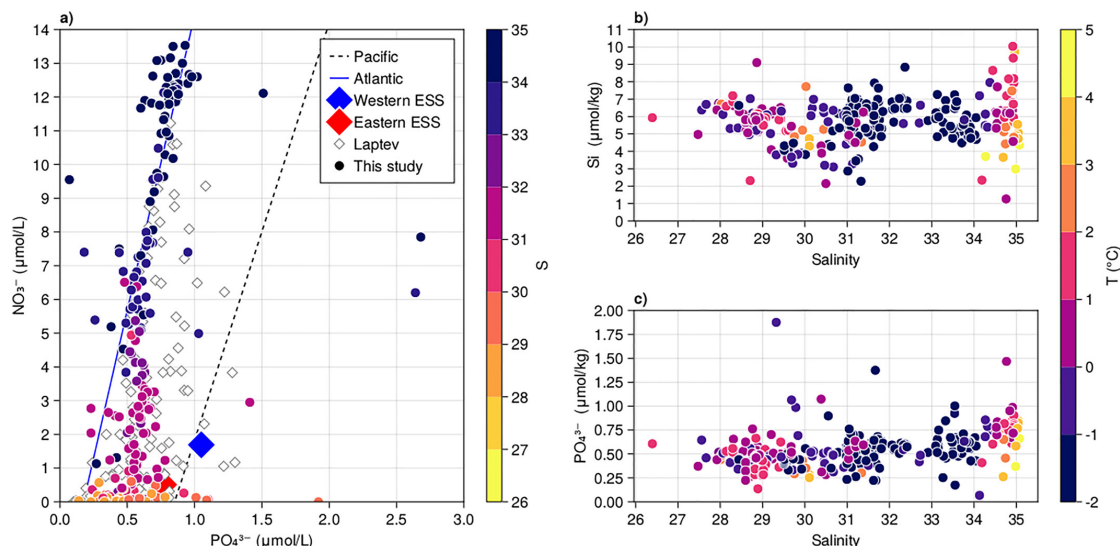 a)
14
13
12
11
10
9
8
7
6
5
4
3
2
1
0
NO₃⁻ (μmol/L)
0.0 0.5 1.0 1.5 2.0 2.5 3.0
PO₄³⁻ (μmol/L)
Pacific
Atlantic
Western ESS
Eastern ESS
Laptev
This study
35
34
33
32
31
30
29
28
27
26
S
b)
11
10
9
8
7
6
5
4
3
2
1
0
Si (μmol/kg)
26 27 28 29 30 31 32 33 34 35
Salinity
c)
2.00
1.75
1.50
1.25
1.00
0.75
0.50
0.25
0.00
PO₄³⁻ (μmol/kg)
26 27 28 29 30 31 32 33 34 35
Salinity
5
4
3
2
1
0
-1
-2
T (°C)